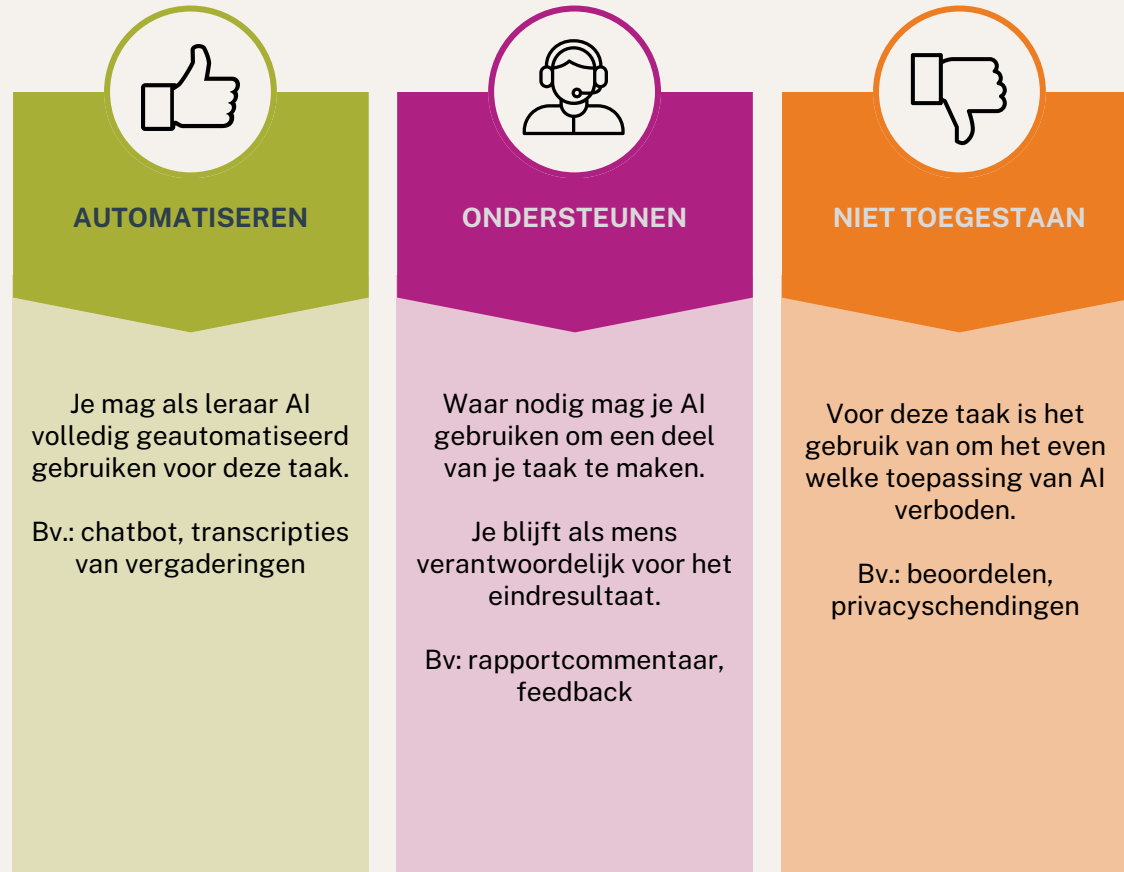 AUTOMATISEREN
Je mag als leraar AI
volledig geautomatiseerd
gebruiken voor deze taak.
Bv.: chatbot, transcripties
van vergaderingen
ONDERSTEUNEN
Waar nodig mag je AI
gebruiken om een deel
van je taak te maken.
Je blijft als mens
verantwoordelijk voor het
eindresultaat.
Bv: rapportcommentaar,
feedback
NIET TOEGESTAAN
Voor deze taak is het
gebruik van om het even
welke toepassing van AI
verboden.
Bv.: beoordelen,
privacyschendingen